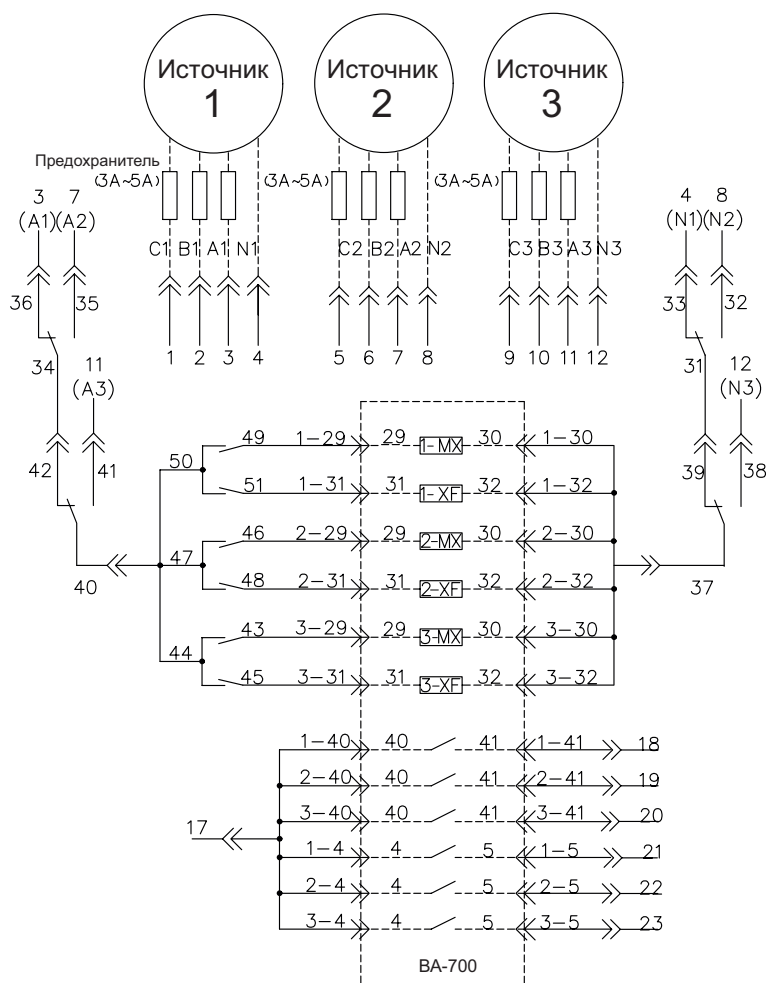 Источник 1
Источник 2
Источник 3
Предохранитель
(3A~5A)
(3A~5A)
(3A~5A)
3 7
(A1) (A2)
4 8
(N1) (N2)
C1 B1 A1 N1
C2 B2 A2 N2
C3 B3 A3 N3
36 35
33 32
1 2 3 4
5 6 7 8
9 10 11 12
34
11
(A3)
31
12
(N3)
42 41
39 38
50
49 1-29 29 1-MX 30 1-30
51 1-31 31 1-XF 32 1-32
47
46 2-29 29 2-MX 30 2-30
48 2-31 31 2-XF 32 2-32
40
37
44
43 3-29 29 3-MX 30 3-30
45 3-31 31 3-XF 32 3-32
1-40 40 41 1-41 18
2-40 40 41 2-41 19
3-40 40 41 3-41 20
17
1-4 4 5 1-5 21
2-4 4 5 2-5 22
3-4 4 5 3-5 23
BA-700